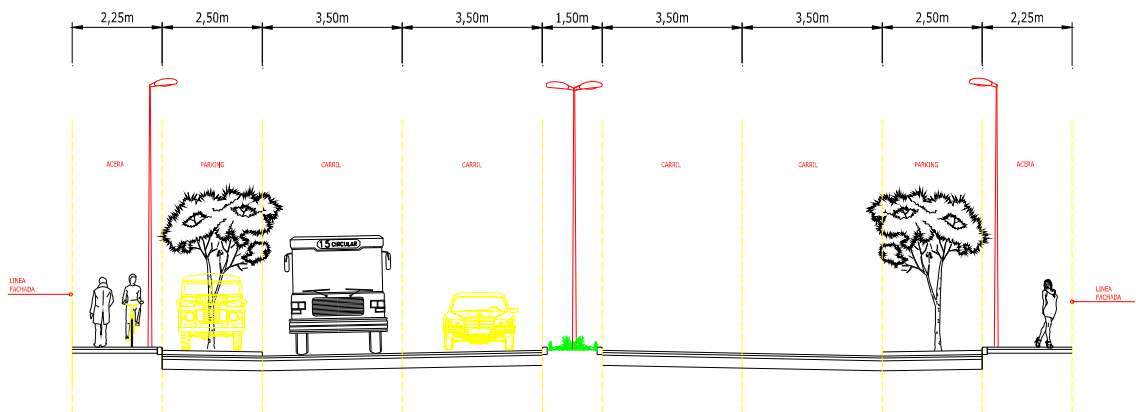 2,25m
2,50m
3,50m
3,50m
1,50m
3,50m
3,50m
2,50m
2,25m
ACERA
PARKING
CARRIL
CARRIL
CARRIL
CARRIL
PARKING
ACERA
15 CIRCULAR
LINEA
FACHADA
LINEA
FACHADA